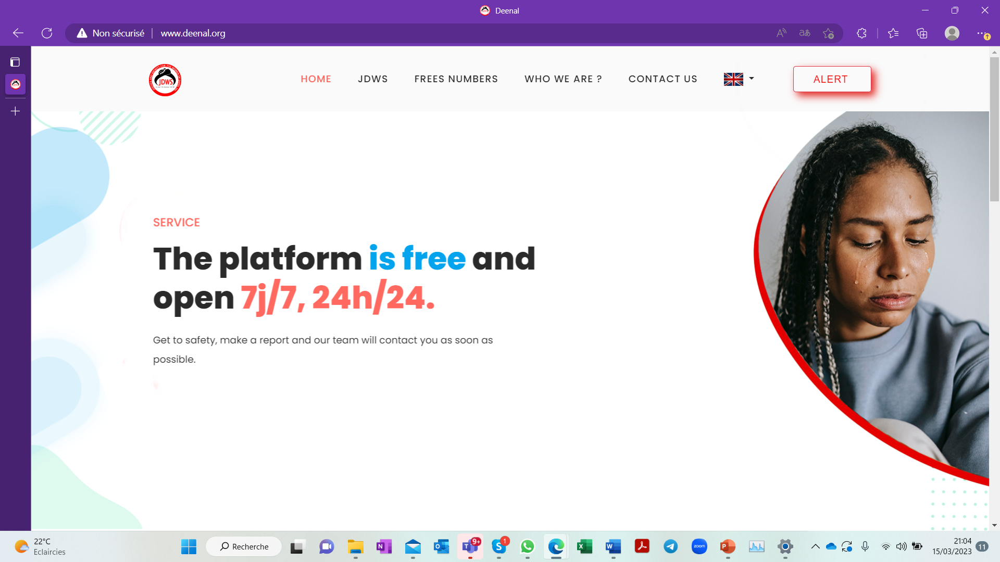 Deenal
Non sécurisé
www.deenal.org
JDWS
HOME
JDWS
FREES NUMBERS
WHO WE ARE ?
CONTACT US
ALERT
SERVICE
The platform is free and
open 7j/7, 24h/24.
Get to safety, make a report and our team will contact you as soon as
possible.
22°C
Eclaircies
Recherche
9+
1
zoom
21:04
15/03/2023
11